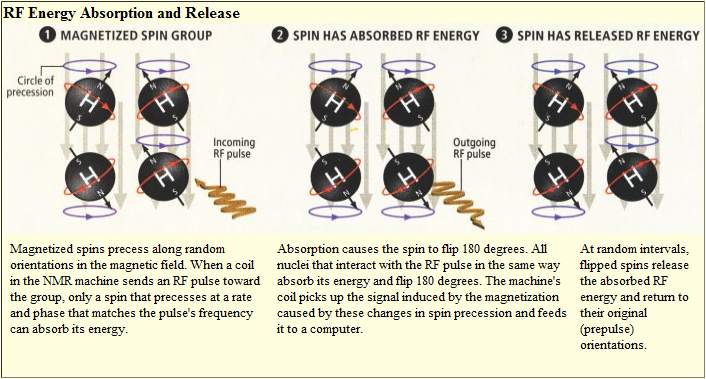 RF Energy Absorption and Release
1 MAGNETIZED SPIN GROUP
2 SPIN HAS ABSORBED RF ENERGY
3 SPIN HAS RELEASED RF ENERGY
Circle of
precession
N
H
S
N
H
S
S
H
N
N
H
S
Incoming
RF pulse
N
H
S
N
H
S
S
H
N
S
H
N
Outgoing
RF pulse
N
H
S
N
H
S
S
H
N
N
H
S
Magnetized spins precess along random
orientations in the magnetic field. When a coil
in the NMR machine sends an RF pulse toward
the group, only a spin that precesses at a rate
and phase that matches the pulse's frequency
can absorb its energy.
Absorption causes the spin to flip 180 degrees. All
nuclei that interact with the RF pulse in the same way
absorb its energy and flip 180 degrees. The machine's
coil picks up the signal induced by the magnetization
caused by these changes in spin precession and feeds
it to a computer.
At random intervals,
flipped spins release
the absorbed RF
energy and return to
their original
(prepulse)
orientations.